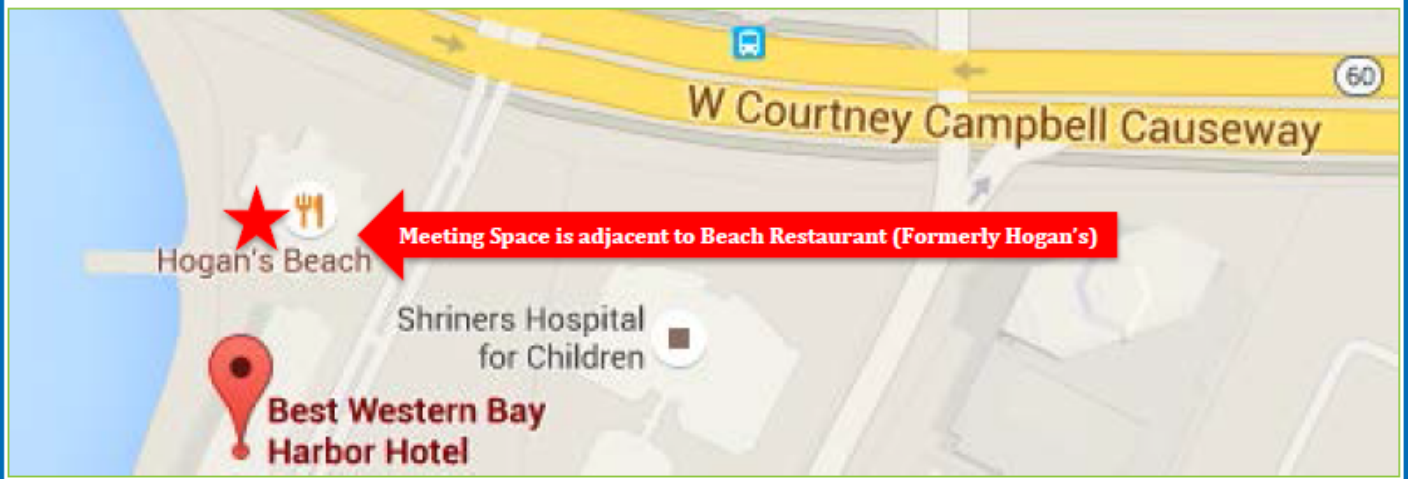 60
W Courtney Campbell Causeway
Meeting Space is adjacent to Beach Restaurant (Formerly Hogan's)
Hogan's Beach
Shriners Hospital
for Children
Best Western Bay
Harbor Hotel